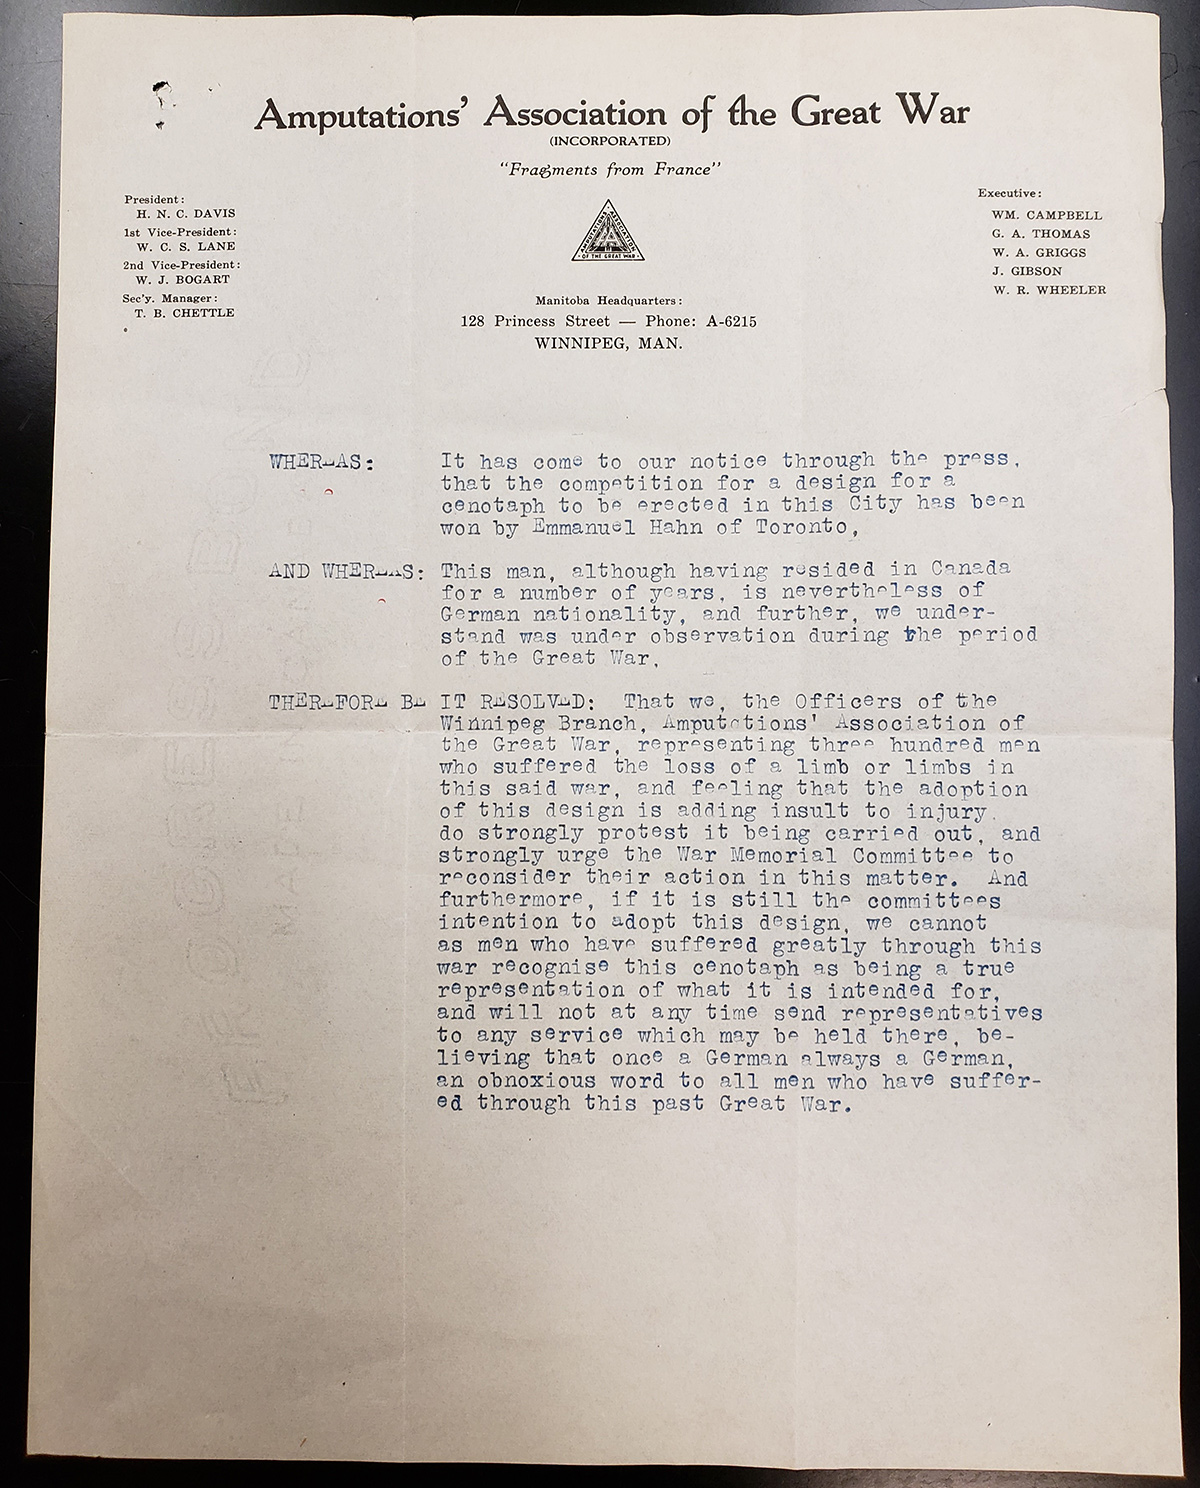 Amputations' Association of the Great War
(INCORPORATED)
"Fragments from France"
President:
H. N. C. DAVIS
1st Vice-President:
W. C. S. LANE
2nd Vice-President:
W. J. BOGART
Sec'y. Manager:
T. B. CHETTLE
AMPUTATIONS ASSOCIATION
OF THE GREAT WAR
Executive:
WM. CAMPBELL
G. A. THOMAS
W. A. GRIGGS
J. GIBSON
W. R. WHEELER
Manitoba Headquarters:
128 Princess Street — Phone: A-6215
WINNIPEG, MAN.
WHEREAS: It has come to our notice through the press,
that the competition for a design for a
cenotaph to be erected in this City has been
won by Emmanuel Hahn of Toronto,
AND WHEREAS: This man, although having resided in Canada
for a number of years, is nevertheless of
German nationality, and further, we under-
stand was under observation during the period
of the Great War,
THEREFORE BE IT RESOLVED: That we, the Officers of the
Winnipeg Branch, Amputations' Association of
the Great War, representing three hundred men
who suffered the loss of a limb or limbs in
this said war, and feeling that the adoption
of this design is adding insult to injury,
do strongly protest it being carried out, and
strongly urge the War Memorial Committee to
reconsider their action in this matter. And
furthermore, if it is still the committees
intention to adopt this design, we cannot
as men who have suffered greatly through this
war recognise this cenotaph as being a true
representation of what it is intended for,
and will not at any time send representatives
to any service which may be held there, be-
lieving that once a German always a German,
an obnoxious word to all men who have suffer-
ed through this past Great War.